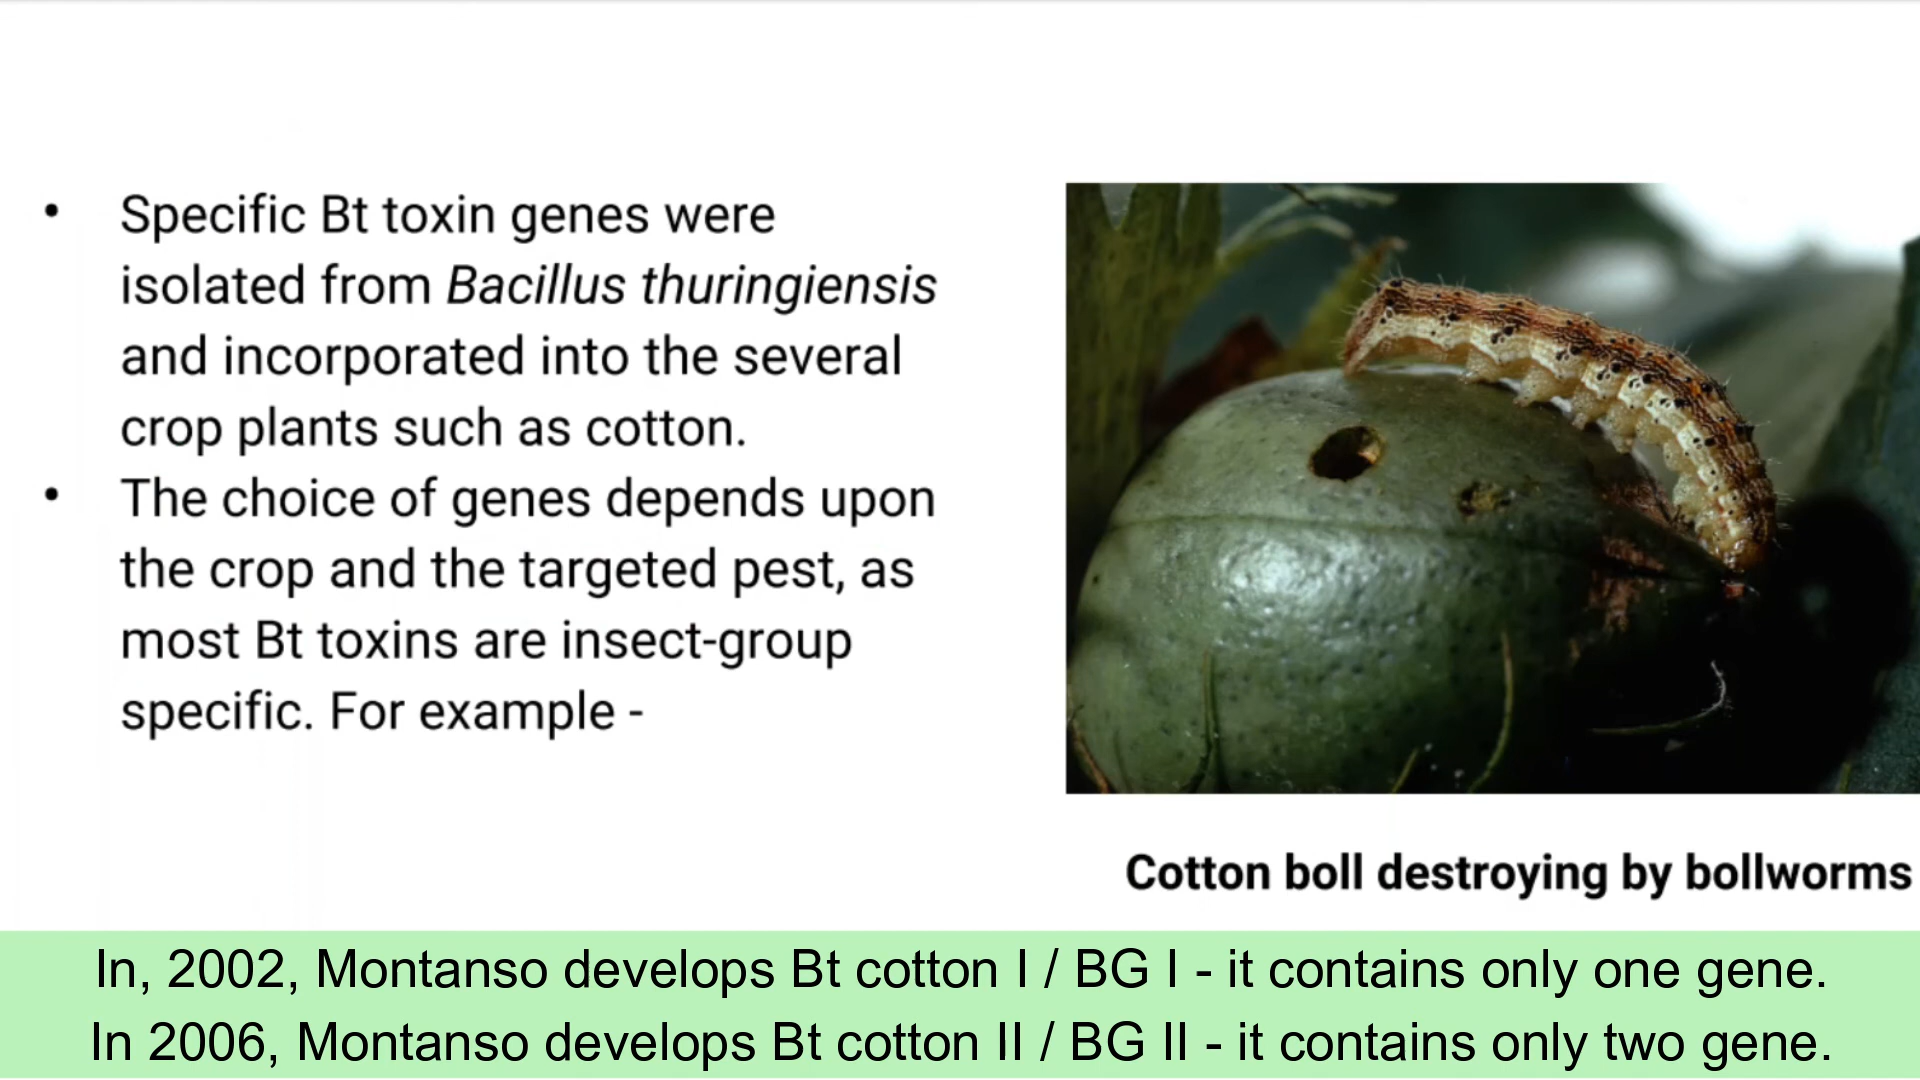 • Specific Bt toxin genes were
isolated from Bacillus thuringiensis
and incorporated into the several
crop plants such as cotton.
• The choice of genes depends upon
the crop and the targeted pest, as
most Bt toxins are insect-group
specific. For example -
Cotton boll destroying by bollworms
In, 2002, Montanso develops Bt cotton I / BG I - it contains only one gene.
In 2006, Montanso develops Bt cotton II / BG II - it contains only two gene.